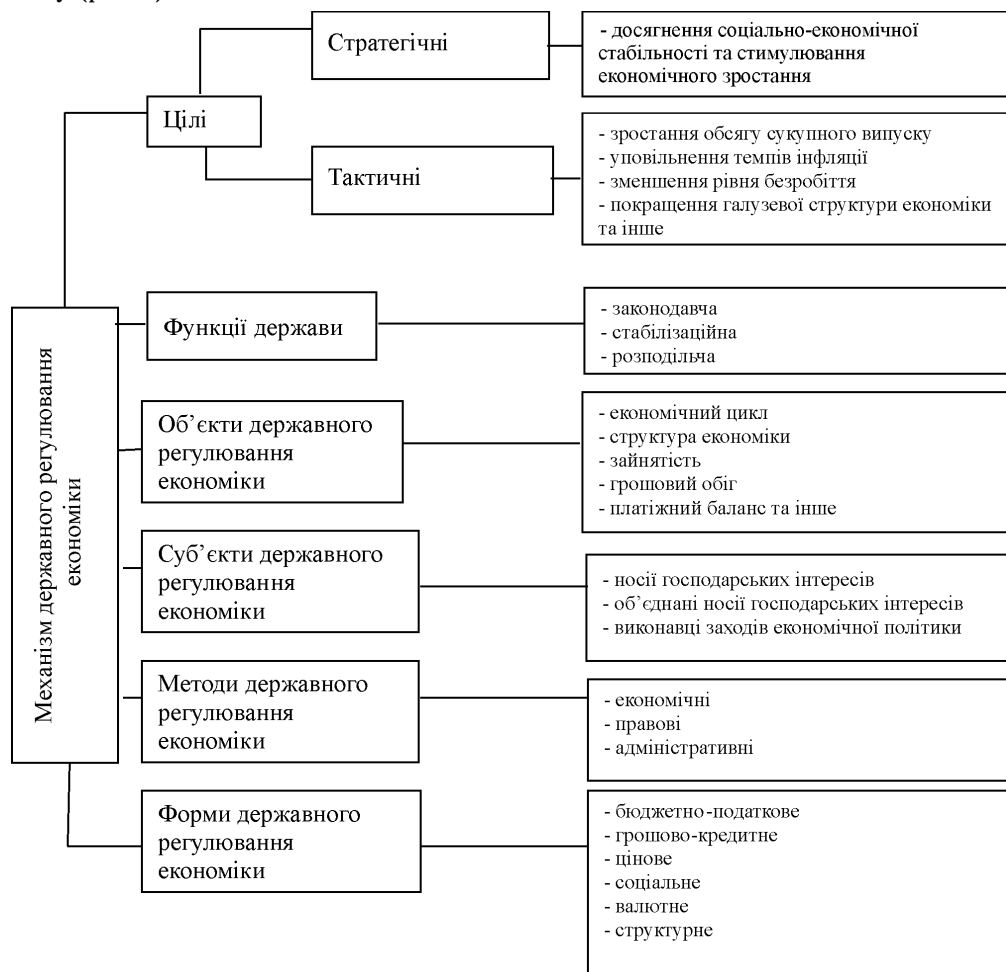 Стратегічні
- досягнення соціально-економічної
стабільності та стимулювання
економічного зростання
Цілі
Тактичні
- зростання обсягу сукупного випуску
- уповільнення темпів інфляції
- зменшення рівня безробіття
- покращення галузевої структури економіки
та інше
Механізм державного регулювання
економіки
Функції держави
- законодавча
- стабілізаційна
- розподільча
Об’єкти державного
регулювання
економіки
- економічний цикл
- структура економіки
- зайнятість
- грошовий обіг
- платіжний баланс та інше
Суб’єкти державного
регулювання
економіки
- носії господарських інтересів
- об’єднані носії господарських інтересів
- виконавці заходів економічної політики
Методи державного
регулювання
економіки
- економічні
- правові
- адміністративні
Форми державного
регулювання
економіки
- бюджетно-податкове
- грошово-кредитне
- цінове
- соціальне
- валютне
- структурне